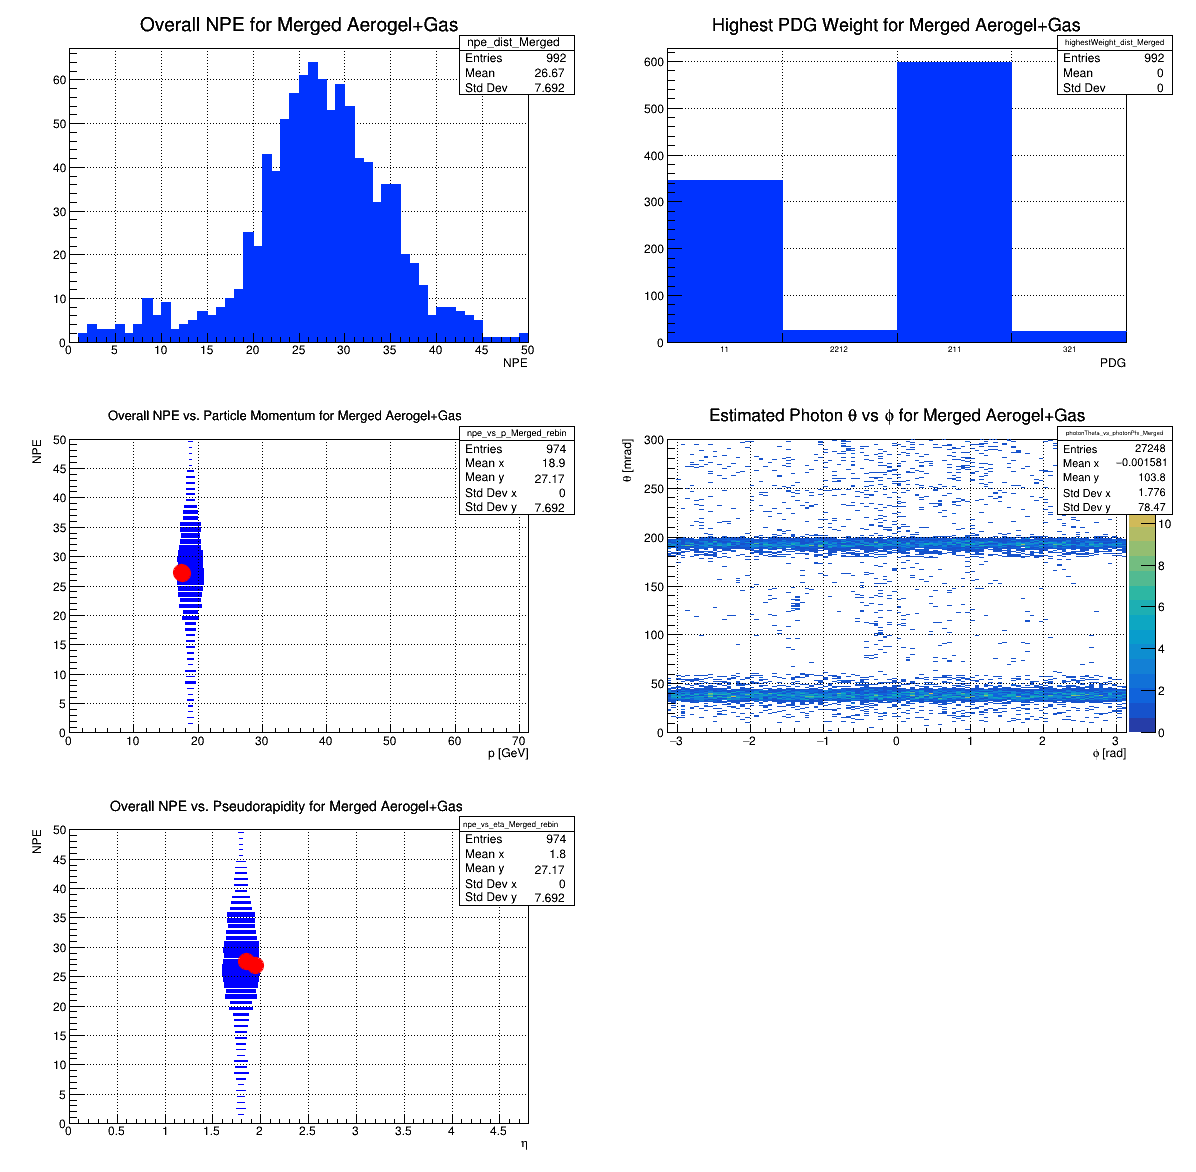 Overall NPE for Merged Aerogel+Gas
npe_dist_Merged
Entries 992
Mean 26.67
Std Dev 7.692
60
50
40
30
20
10
0
0 5 10 15 20 25 30 35 40 45 50
NPE
Highest PDG Weight for Merged Aerogel+Gas
highestWeight_dist_Merged
Entries 992
Mean 0
Std Dev 0
600
500
400
300
200
100
0
11 2212 211 321
PDG
Overall NPE vs. Particle Momentum for Merged Aerogel+Gas
npe_vs_p_Merged_rebin
Entries 974
Mean x 18.9
Mean y 27.17
Std Dev x 0
Std Dev y 7.692
NPE
50
45
40
35
30
25
20
15
10
5
0
0 10 20 30 40 50 60 70
p [GeV]
Estimated Photon θ vs ϕ for Merged Aerogel+Gas
photonTheta_vs_photonPhi_Merged
Entries 27248
Mean x −0.001581
Mean y 103.8
Std Dev x 1.776
Std Dev y 78.47
θ [mrad]
300
250
200
150
100
50
0
−3 −2 −1 0 1 2 3
ϕ [rad]
10
8
6
4
2
0
Overall NPE vs. Pseudorapidity for Merged Aerogel+Gas
npe_vs_eta_Merged_rebin
Entries 974
Mean x 1.8
Mean y 27.17
Std Dev x 0
Std Dev y 7.692
NPE
50
45
40
35
30
25
20
15
10
5
0
0 0.5 1 1.5 2 2.5 3 3.5 4 4.5
η